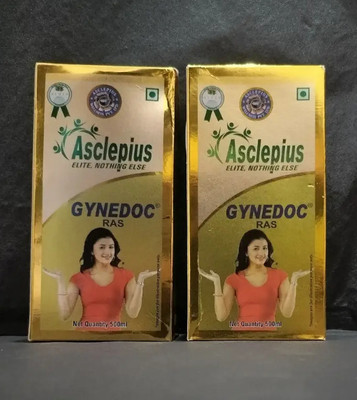 Asclepius
ELITE, NOTHING ELSE
GYNEDOC®
RAS
Net Quantity 500ml
Asclepius
ELITE, NOTHING ELSE
GYNEDOC®
RAS
Net Quantity 500ml